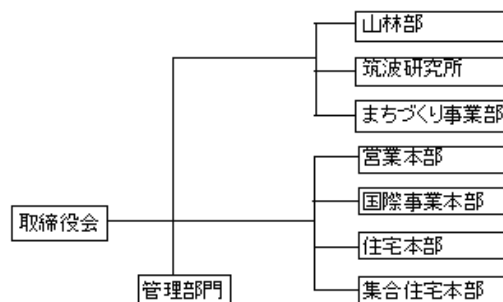 山林部
筑波研究所
まちづくり事業部
営業本部
国際事業本部
取締役会
住宅本部
管理部門
集合住宅本部